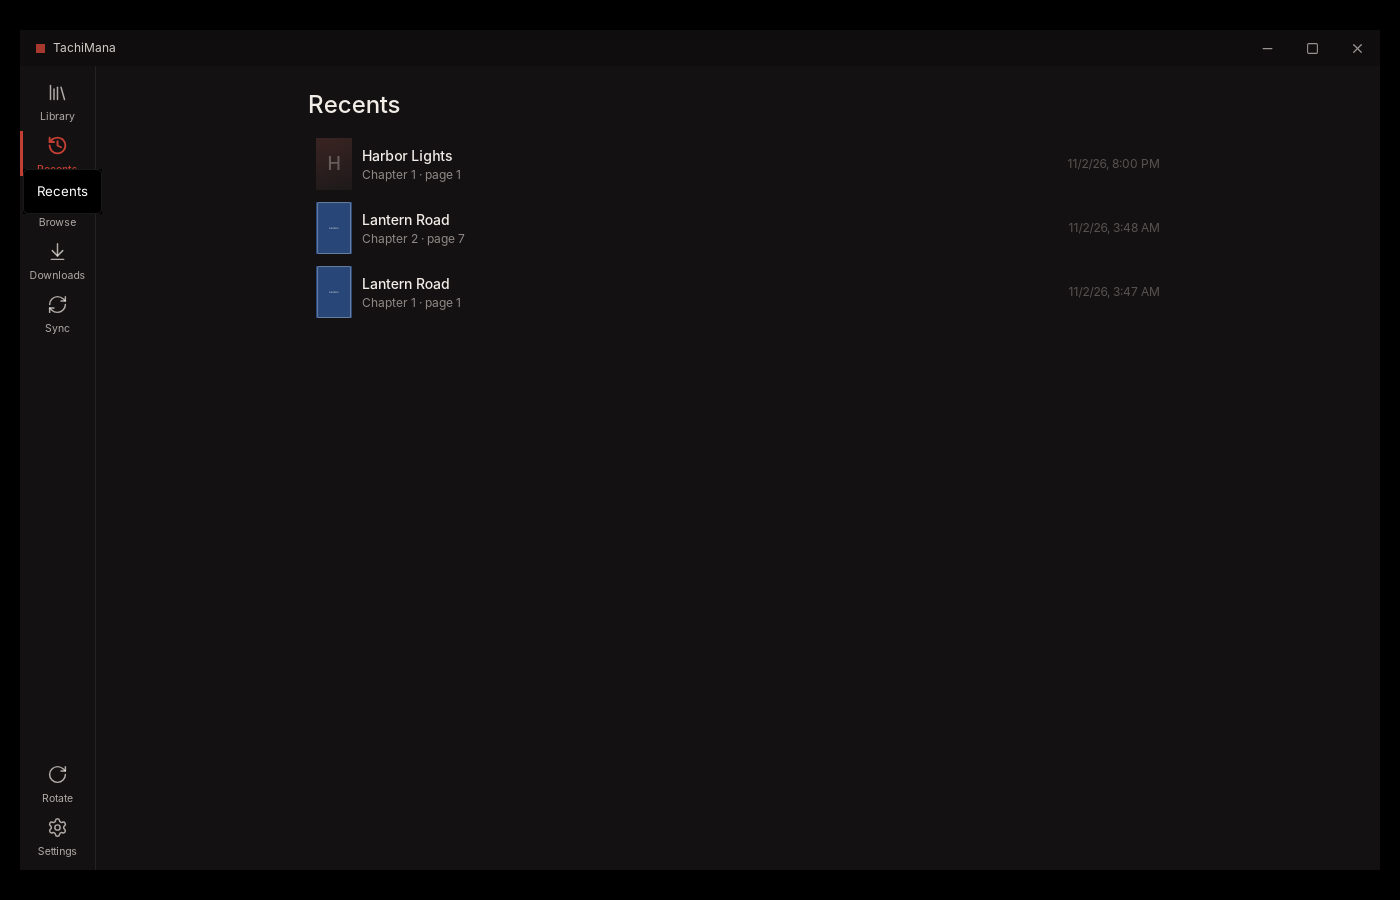 TachiMana
Library
Recents
Recents
Browse
Downloads
Sync
Rotate
Settings
Recents
H
Harbor Lights
Chapter 1 · page 1
11/2/26, 8:00 PM
Lantern Road
Chapter 2 · page 7
11/2/26, 3:48 AM
Lantern Road
Chapter 1 · page 1
11/2/26, 3:47 AM